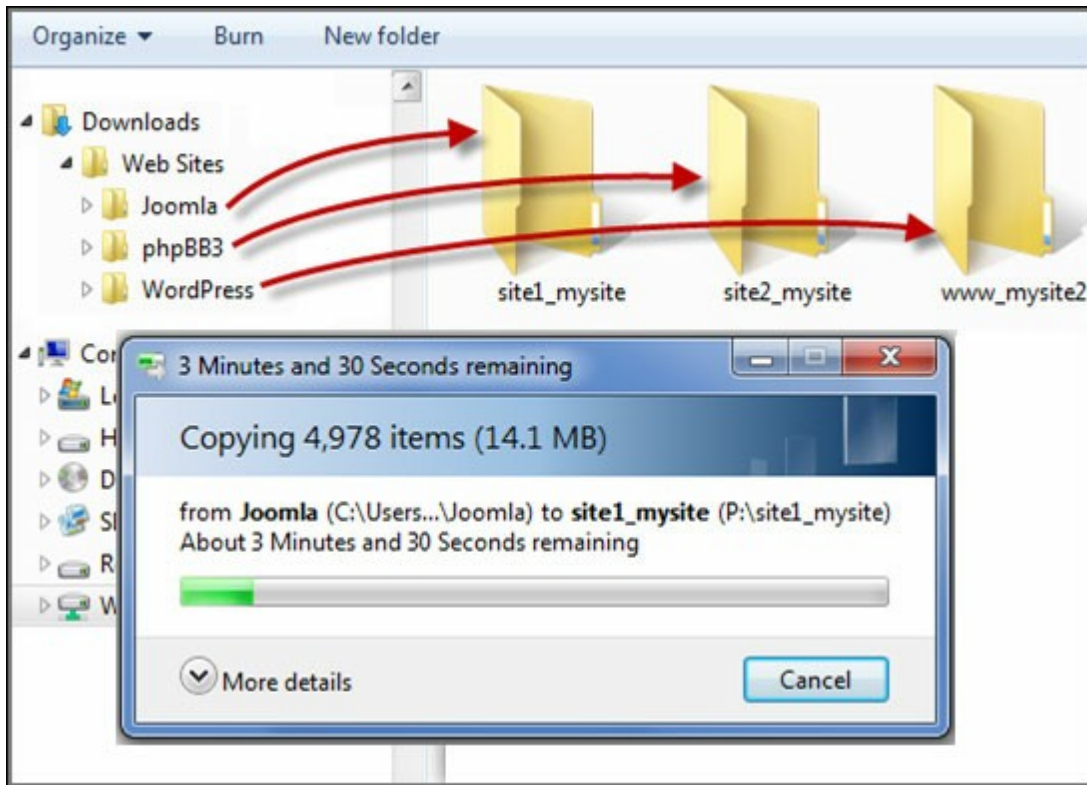 Organize Burn New folder
Downloads
Web Sites
Joomla
phpBB3
WordPress
site1_mysite site2_mysite www_mysite2
3 Minutes and 30 Seconds remaining
Copying 4,978 items (14.1 MB)
from Joomla (C:\Users...\Joomla) to site1_mysite (P:\site1_mysite)
About 3 Minutes and 30 Seconds remaining
More details Cancel